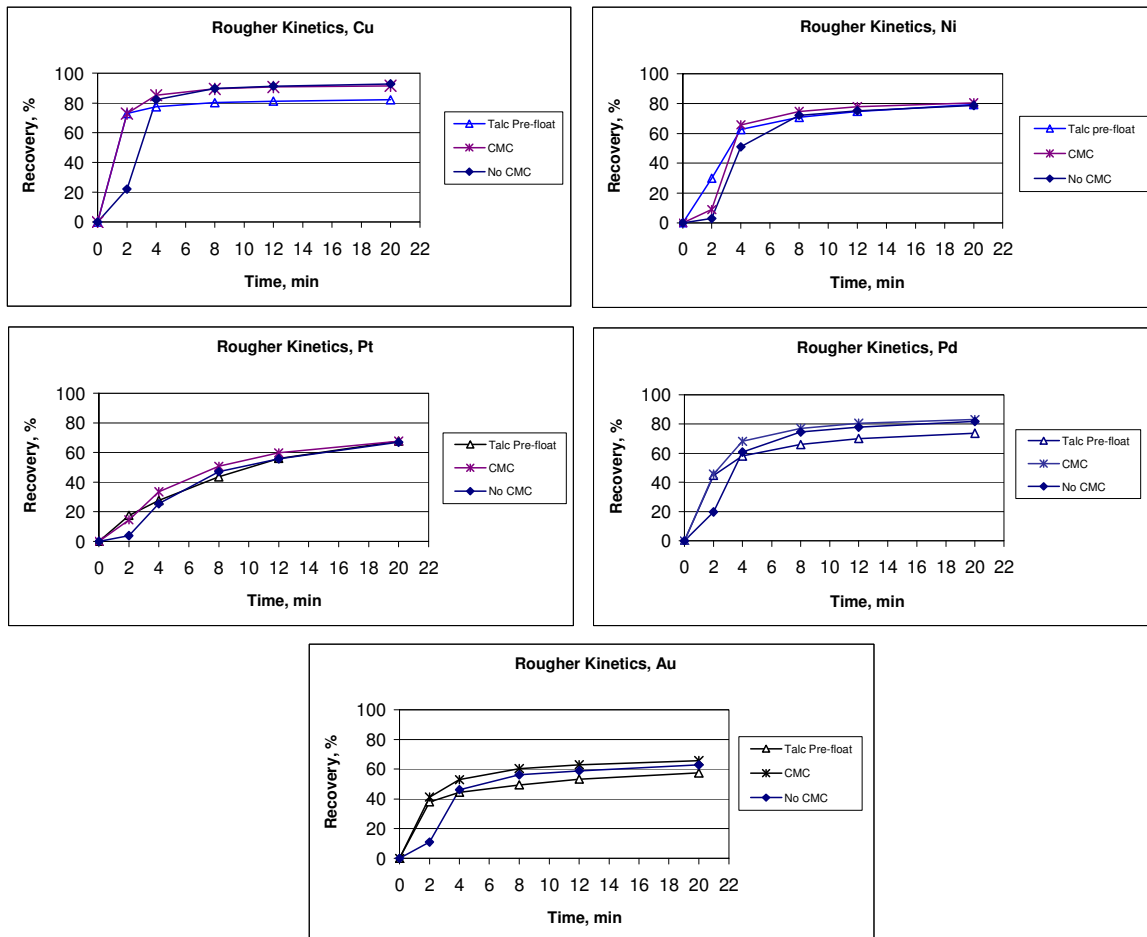 Rougher Kinetics, Cu
Recovery, %
100
80
60
40
20
0
0 2 4 6 8 10 12 14 16 18 20 22
Time, min
Talc Pre-float
CMC
No CMC
Rougher Kinetics, Ni
Recovery, %
100
80
60
40
20
0
0 2 4 6 8 10 12 14 16 18 20 22
Time, min
Talc pre-float
CMC
No CMC
Rougher Kinetics, Pt
Recovery, %
100
80
60
40
20
0
0 2 4 6 8 10 12 14 16 18 20 22
Time, min
Talc Pre-float
CMC
No CMC
Rougher Kinetics, Pd
Recovery, %
100
80
60
40
20
0
0 2 4 6 8 10 12 14 16 18 20 22
Time, min
Talc Pre-float
CMC
No CMC
Rougher Kinetics, Au
Recovery, %
100
80
60
40
20
0
0 2 4 6 8 10 12 14 16 18 20 22
Time, min
Talc Pre-float
CMC
No CMC